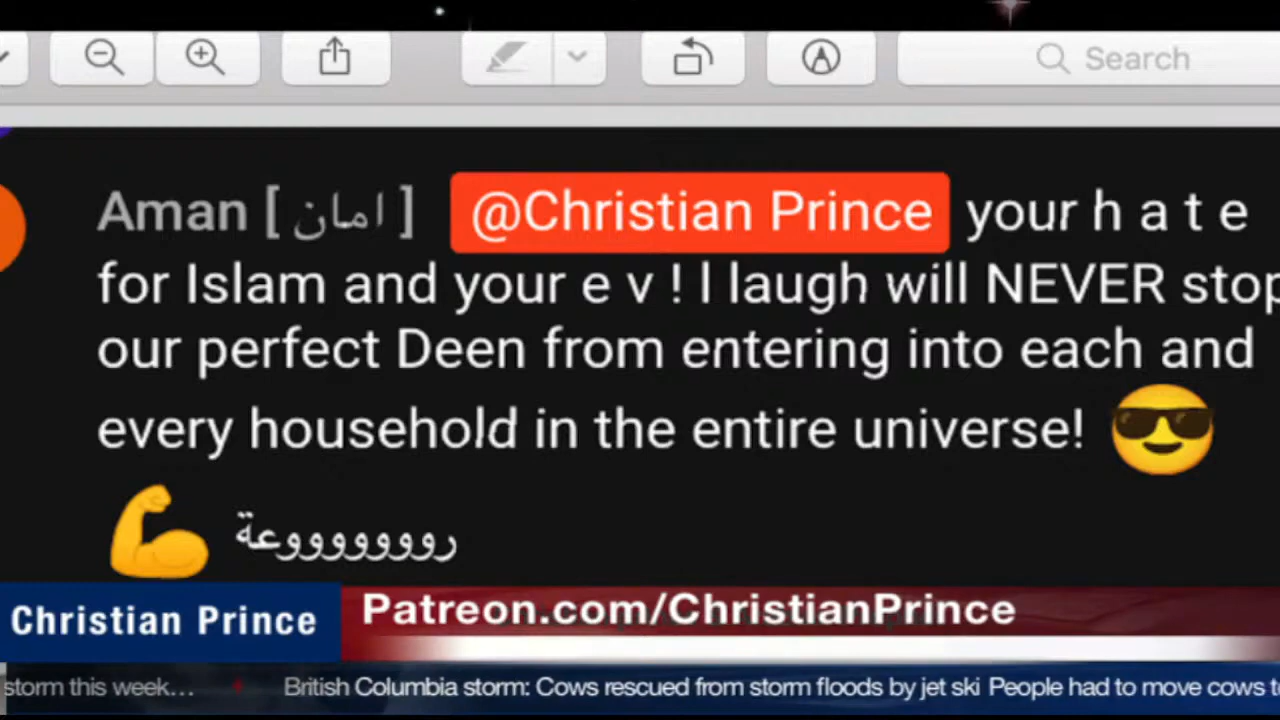 Search
Aman [ امان ] @Christian Prince your h a t e
for Islam and your e v ! l laugh will NEVER stop
our perfect Deen from entering into each and
every household in the entire universe! 😎
💪 رووووووووعة
Christian Prince
Patreon.com/ChristianPrince
storm this week... British Columbia storm: Cows rescued from storm floods by jet ski People had to move cows